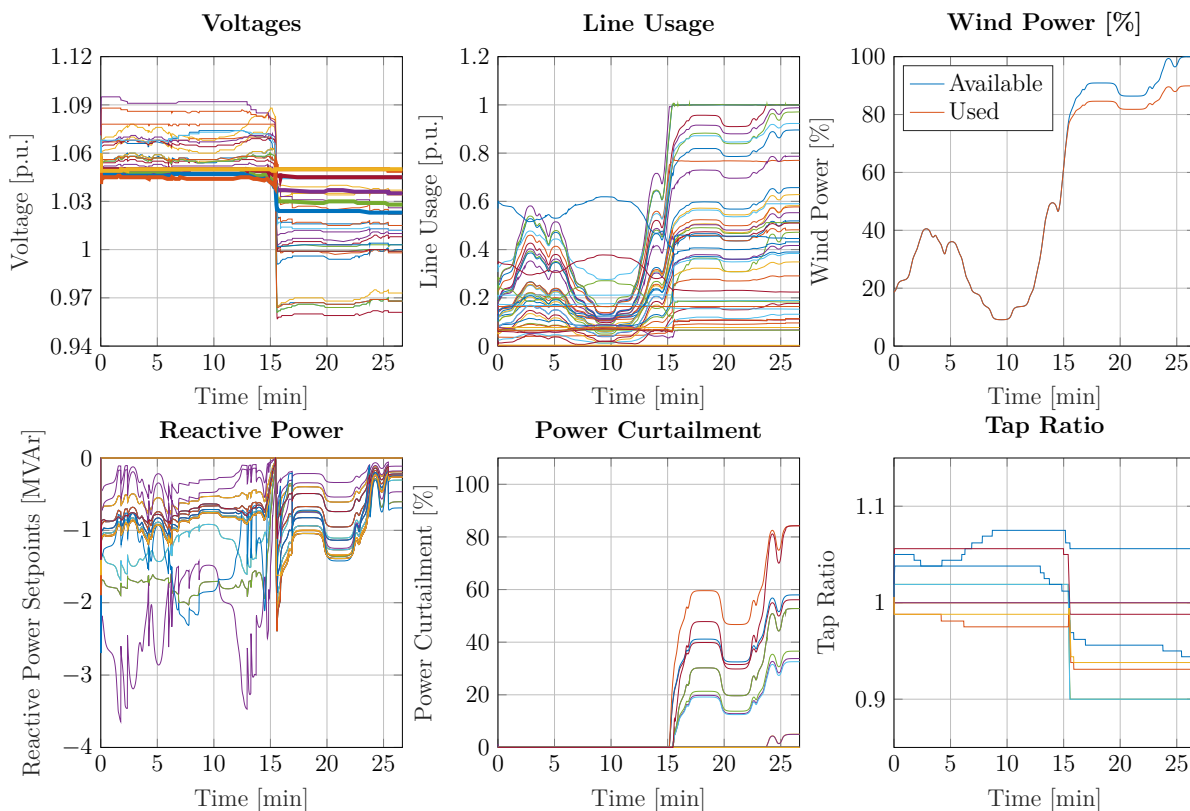 Voltages
Voltage [p.u.]
1.12
1.09
1.06
1.03
1
0.97
0.94
0 5 10 15 20 25
Time [min]
Line Usage
Line Usage [p.u.]
1.2
1
0.8
0.6
0.4
0.2
0
0 5 10 15 20 25
Time [min]
Wind Power [%]
Wind Power [%]
100
80
60
40
20
0
Available
Used
0 5 10 15 20 25
Time [min]
Reactive Power
Reactive Power Setpoints [MVAr]
0
−1
−2
−3
−4
0 5 10 15 20 25
Time [min]
Power Curtailment
Power Curtailment [%]
100
80
60
40
20
0
0 5 10 15 20 25
Time [min]
Tap Ratio
Tap Ratio
1.1
1
0.9
0 5 10 15 20 25
Time [min]